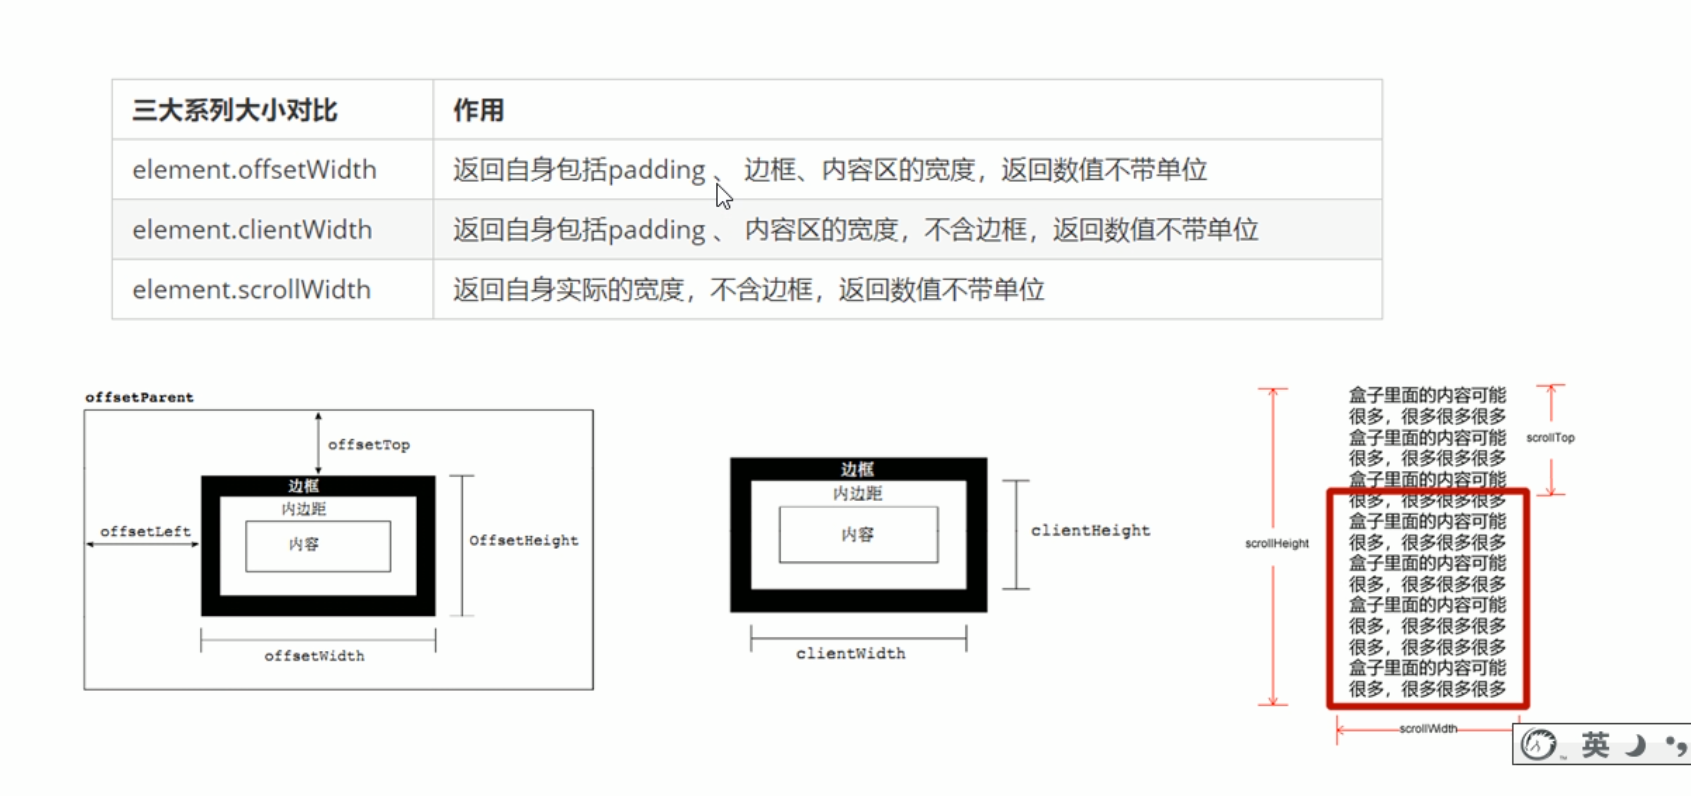 三大系列大小对比 作用
element.offsetWidth 返回自身包括padding 、 边框、内容区的宽度，返回数值不带单位
element.clientWidth 返回自身包括padding 、 内容区的宽度，不含边框，返回数值不带单位
element.scrollWidth 返回自身实际的宽度，不含边框，返回数值不带单位
offsetParent
offsetTop
边框
内边距
offsetLeft
内容
OffsetHeight
offsetWidth
边框
内边距
内容
clientHeight
clientWidth
盒子里面的内容可能
很多，很多很多很多
盒子里面的内容可能
scrollTop
很多，很多很多很多
盒子里面的内容可能
很多，很多很多很多
盒子里面的内容可能
scrollHeight
很多，很多很多很多
盒子里面的内容可能
很多，很多很多很多
盒子里面的内容可能
很多，很多很多很多
很多，很多很多很多
盒子里面的内容可能
很多，很多很多很多
scrollWidth
英